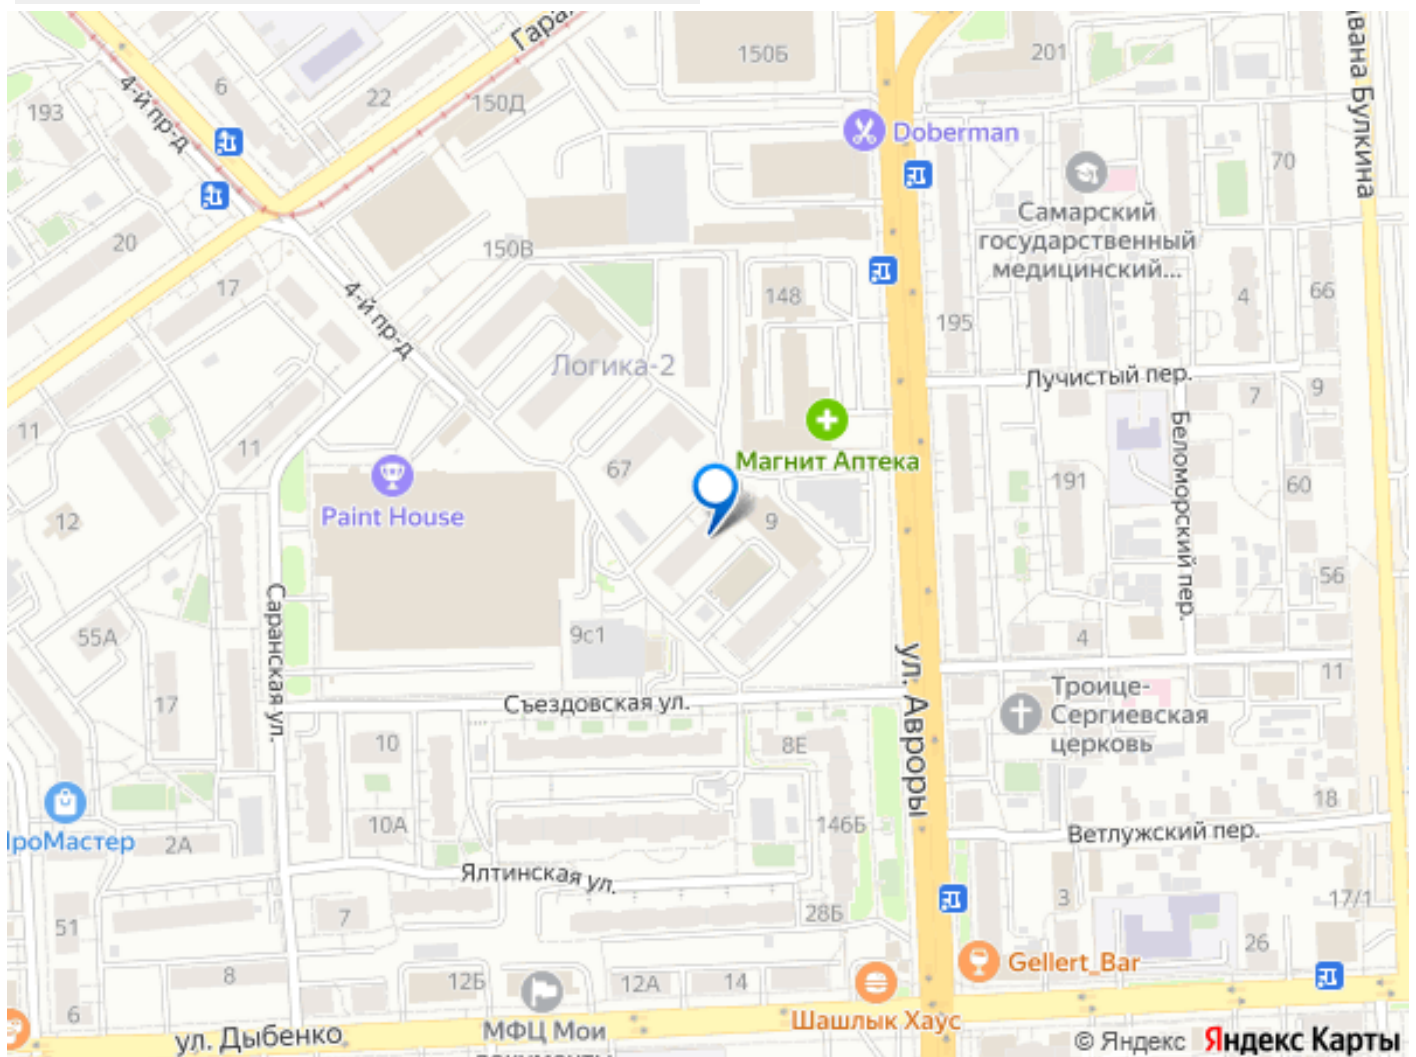 Гара
150Б
201
Ивана Булкина
193
4-й пр-д
6
22
150Д
Doberman
70
Самарский
государственный
медицинский...
20
150В
17
148
4
66
4-й пр-д
195
Логика-2
Лучистый пер.
7
9
11
11
Магнит Аптека
67
191
60
Беломорский пер.
12
Paint House
9
56
Саранская ул.
55А
9с1
4
11
17
Съездовская ул.
ул. Авроры
Троице-
Сергиевская
церковь
10
8Е
18
ПроМастер
2А
10А
146Б
Ветлужский пер.
Ялтинская ул.
3
17/1
51
7
28Б
26
8
12Б
12А
14
Gellert_Bar
6
ул. Дыбенко
МФЦ Мои
документы
Шашлык Хаус
© Яндекс Яндекс Карты